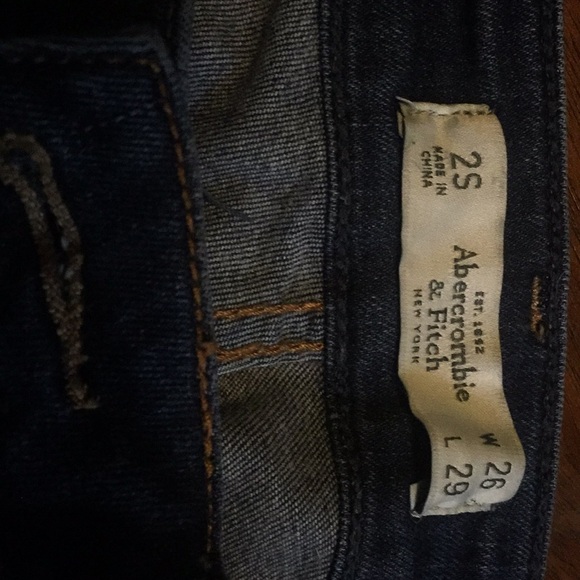 2S
MADE IN
CHINA
EST. 1892
Abercrombie
& Fitch
NEW YORK
W 26
L 29